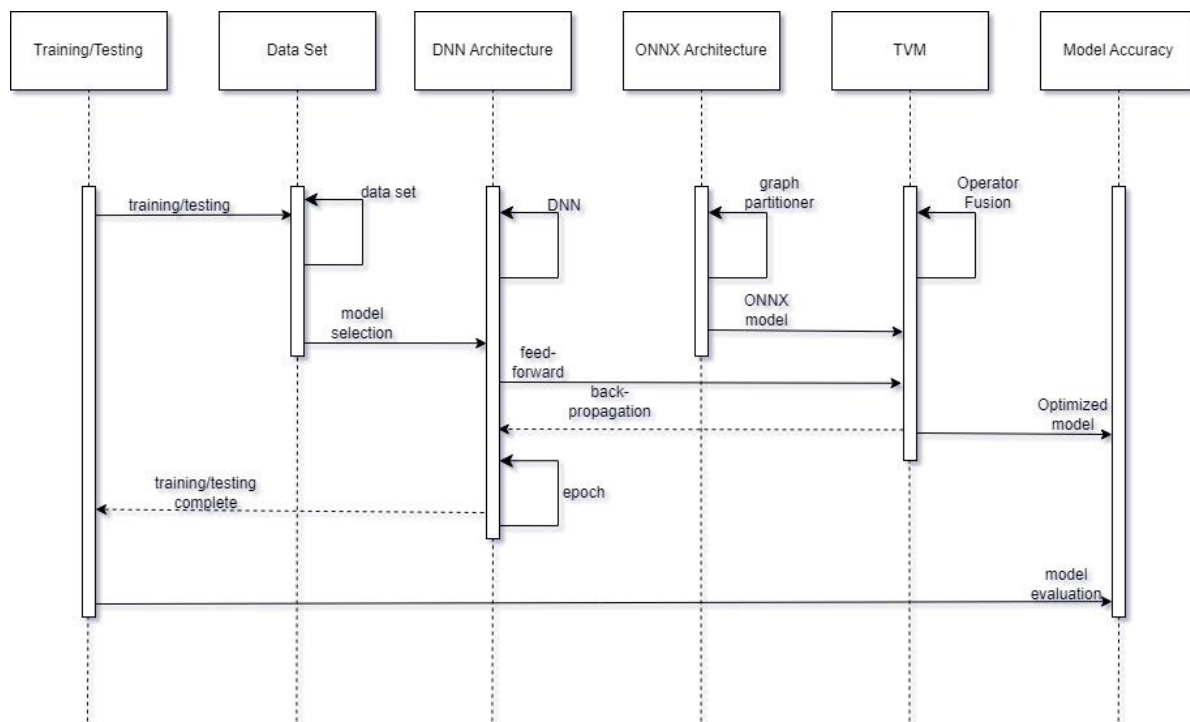 Training/Testing
Data Set
DNN Architecture
ONNX Architecture
TVM
Model Accuracy
training/testing
data set
DNN
graph
partitioner
Operator
Fusion
model
selection
ONNX
model
feed-
forward
back-
propagation
Optimized
model
training/testing
complete
epoch
model
evaluation